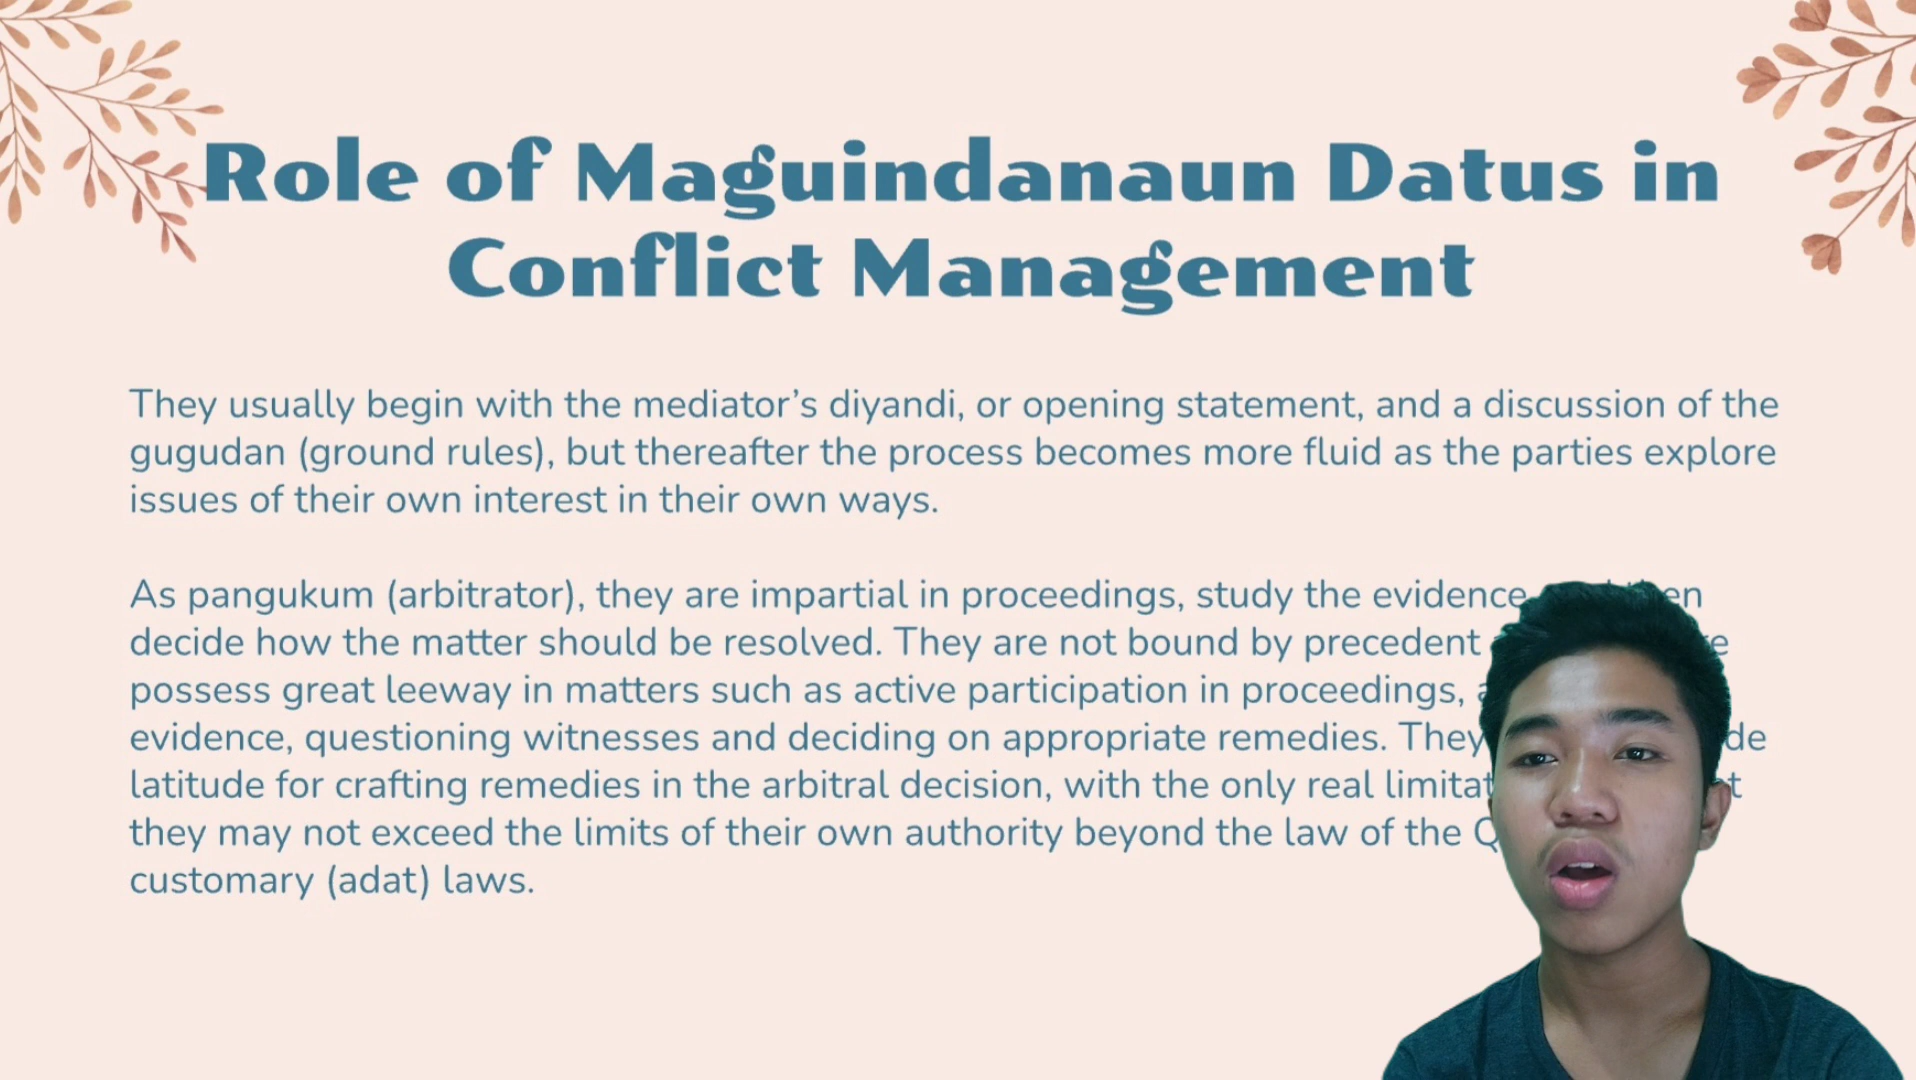 Role of Maguindanaun Datus in
Conflict Management
They usually begin with the mediator’s diyandi, or opening statement, and a discussion of the
gugudan (ground rules), but thereafter the process becomes more fluid as the parties explore
issues of their own interest in their own ways.
As pangukum (arbitrator), they are impartial in proceedings, study the evidence
decide how the matter should be resolved. They are not bound by precedent
possess great leeway in matters such as active participation in proceedings,
evidence, questioning witnesses and deciding on appropriate remedies. They
latitude for crafting remedies in the arbitral decision, with the only real
they may not exceed the limits of their own authority beyond the law of the
customary (adat) laws.